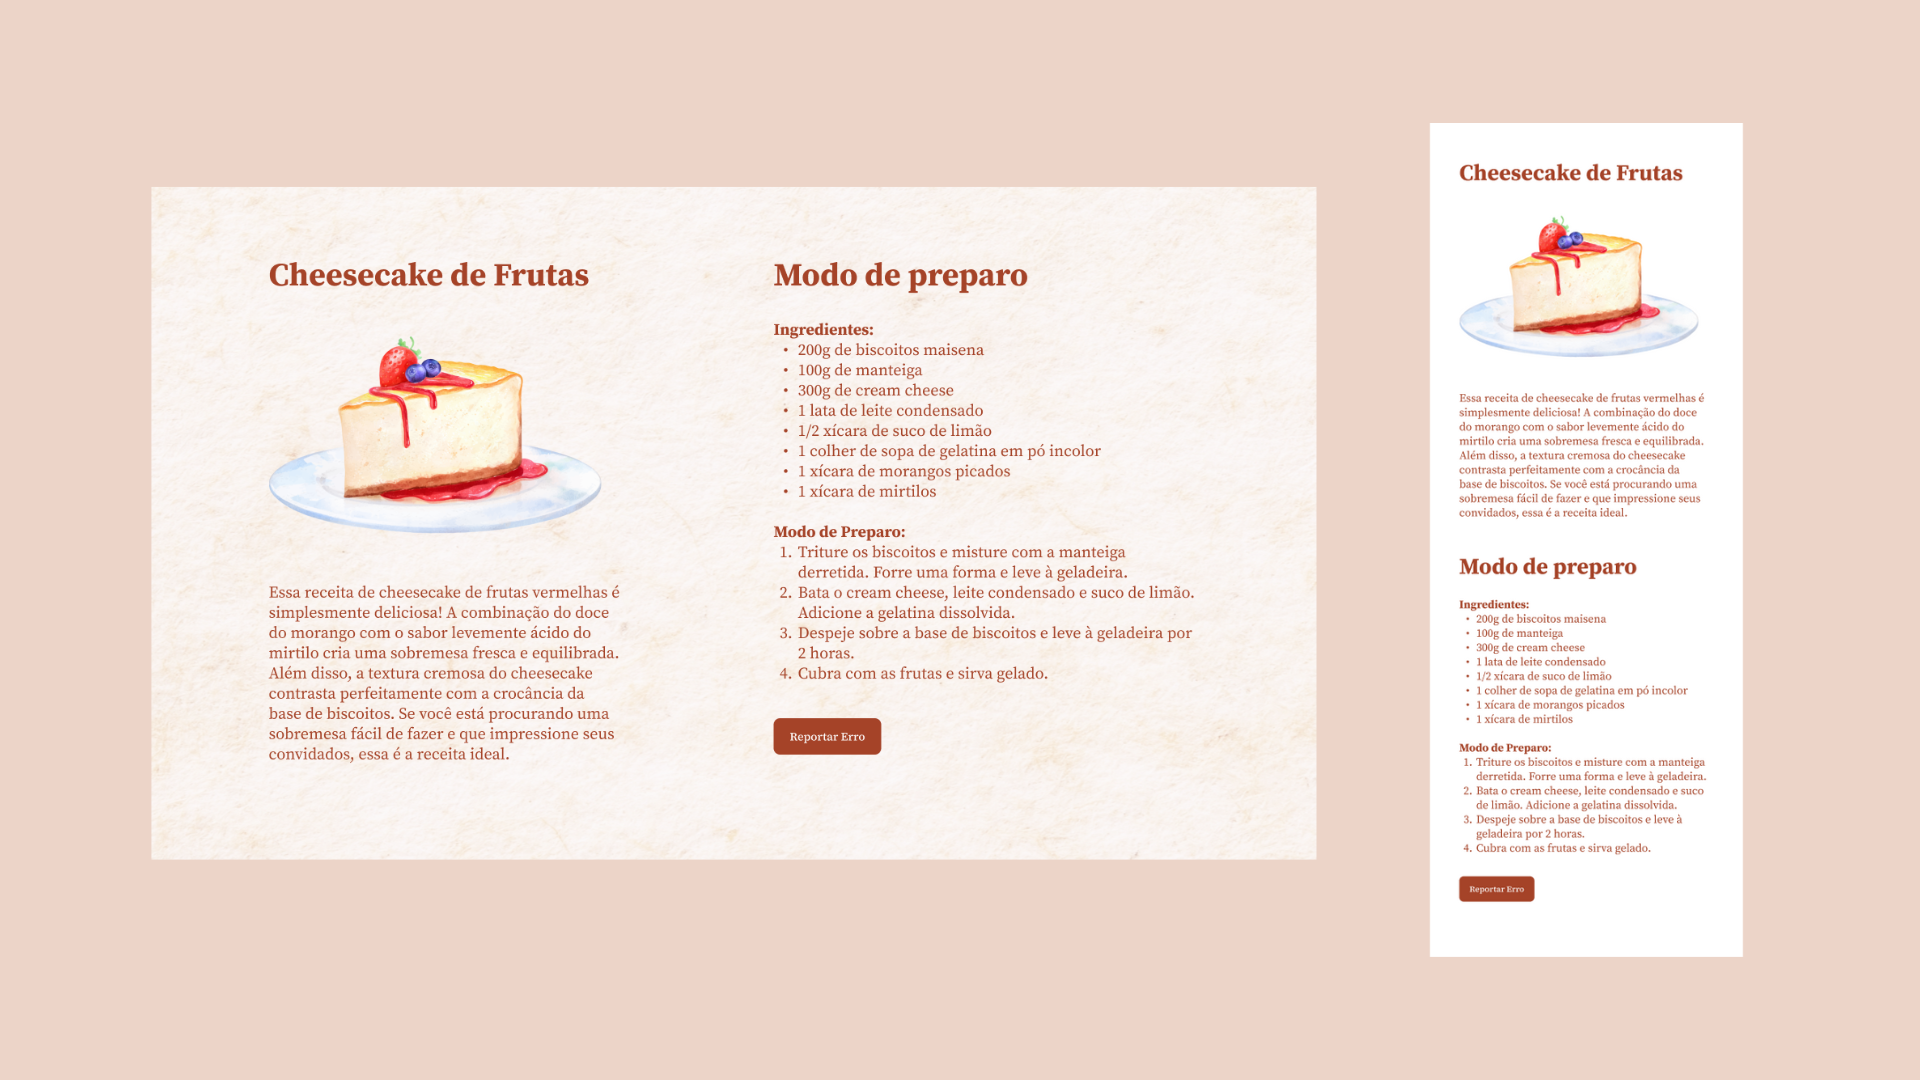 Cheesecake de Frutas
Essa receita de cheesecake de frutas vermelhas é
simplesmente deliciosa! A combinação do doce
do morango com o sabor levemente ácido do
mirtilo cria uma sobremesa fresca e equilibrada.
Além disso, a textura cremosa do cheesecake
contrasta perfeitamente com a crocância da
base de biscoitos. Se você está procurando uma
sobremesa fácil de fazer e que impressione seus
convidados, essa é a receita ideal.
Modo de preparo
Ingredientes:
• 200g de biscoitos maisena
• 100g de manteiga
• 300g de cream cheese
• 1 lata de leite condensado
• 1/2 xícara de suco de limão
• 1 colher de sopa de gelatina em pó incolor
• 1 xícara de morangos picados
• 1 xícara de mirtilos
Modo de Preparo:
1. Triture os biscoitos e misture com a manteiga
derretida. Forre uma forma e leve à geladeira.
2. Bata o cream cheese, leite condensado e suco de limão.
Adicione a gelatina dissolvida.
3. Despeje sobre a base de biscoitos e leve à geladeira por
2 horas.
4. Cubra com as frutas e sirva gelado.
Reportar Erro
Cheesecake de Frutas
Essa receita de cheesecake de frutas vermelhas é
simplesmente deliciosa! A combinação do doce
do morango com o sabor levemente ácido do
mirtilo cria uma sobremesa fresca e equilibrada.
Além disso, a textura cremosa do cheesecake
contrasta perfeitamente com a crocância da
base de biscoitos. Se você está procurando uma
sobremesa fácil de fazer e que impressione seus
convidados, essa é a receita ideal.
Modo de preparo
Ingredientes:
• 200g de biscoitos maisena
• 100g de manteiga
• 300g de cream cheese
• 1 lata de leite condensado
• 1/2 xícara de suco de limão
• 1 colher de sopa de gelatina em pó incolor
• 1 xícara de morangos picados
• 1 xícara de mirtilos
Modo de Preparo:
1. Triture os biscoitos e misture com a manteiga
derretida. Forre uma forma e leve à geladeira.
2. Bata o cream cheese, leite condensado e suco
de limão. Adicione a gelatina dissolvida.
3. Despeje sobre a base de biscoitos e leve à
geladeira por 2 horas.
4. Cubra com as frutas e sirva gelado.
Reportar Erro